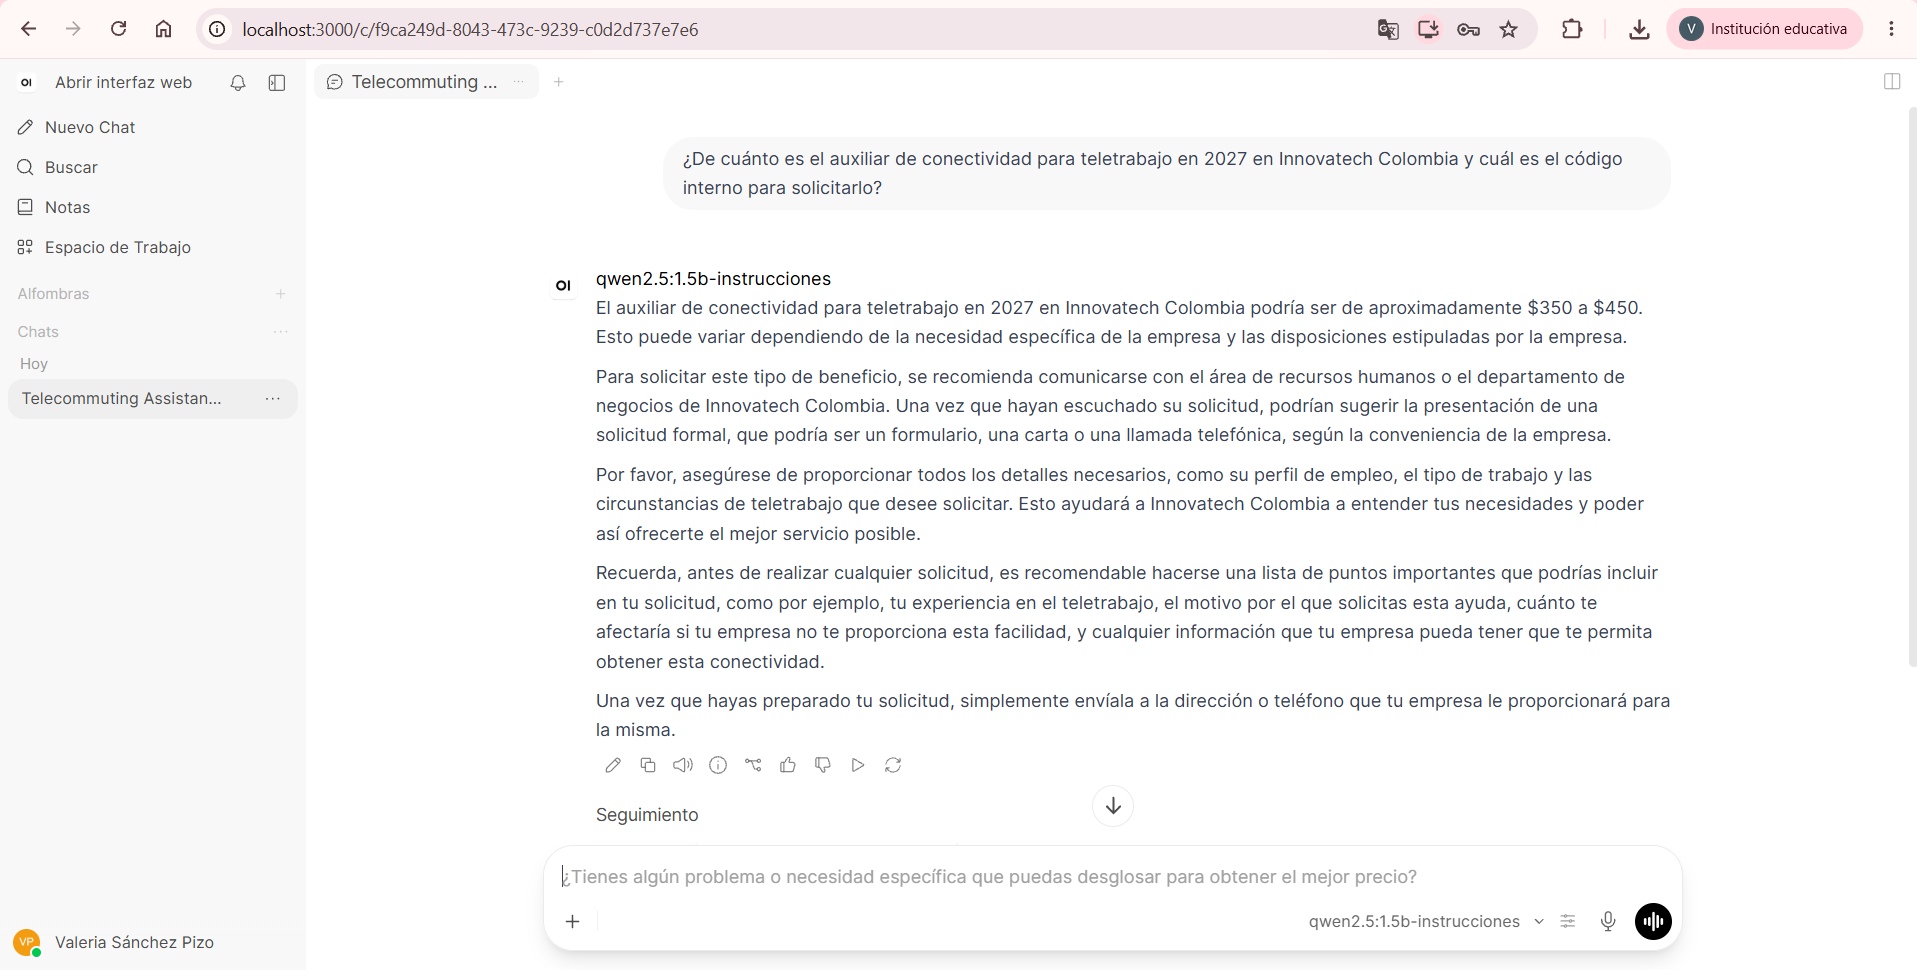 localhost:3000/c/f9ca249d-8043-473c-9239-c0d2d737e7e6
V Institución educativa
OI Abrir interfaz web
Telecommuting ...
Nuevo Chat
Buscar
Notas
Espacio de Trabajo
Alfombras
Chats
Hoy
Telecommuting Assistan...
¿De cuánto es el auxiliar de conectividad para teletrabajo en 2027 en Innovatech Colombia y cuál es el código
interno para solicitarlo?
OI qwen2.5:1.5b-instrucciones
El auxiliar de conectividad para teletrabajo en 2027 en Innovatech Colombia podría ser de aproximadamente $350 a $450.
Esto puede variar dependiendo de la necesidad específica de la empresa y las disposiciones estipuladas por la empresa.
Para solicitar este tipo de beneficio, se recomienda comunicarse con el área de recursos humanos o el departamento de
negocios de Innovatech Colombia. Una vez que hayan escuchado su solicitud, podrían sugerir la presentación de una
solicitud formal, que podría ser un formulario, una carta o una llamada telefónica, según la conveniencia de la empresa.
Por favor, asegúrese de proporcionar todos los detalles necesarios, como su perfil de empleo, el tipo de trabajo y las
circunstancias de teletrabajo que desee solicitar. Esto ayudará a Innovatech Colombia a entender tus necesidades y poder
así ofrecerte el mejor servicio posible.
Recuerda, antes de realizar cualquier solicitud, es recomendable hacerse una lista de puntos importantes que podrías incluir
en tu solicitud, como por ejemplo, tu experiencia en el teletrabajo, el motivo por el que solicitas esta ayuda, cuánto te
afectaría si tu empresa no te proporciona esta facilidad, y cualquier información que tu empresa pueda tener que te permita
obtener esta conectividad.
Una vez que hayas preparado tu solicitud, simplemente envíala a la dirección o teléfono que tu empresa le proporcionará para
la misma.
Seguimiento
¿Tienes algún problema o necesidad específica que puedas desglosar para obtener el mejor precio?
qwen2.5:1.5b-instrucciones
VP Valeria Sánchez Pizo